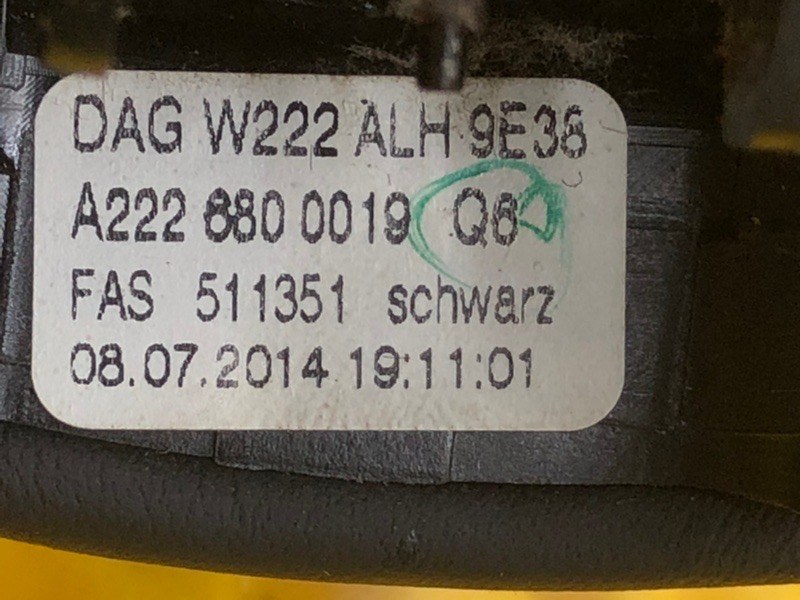 DAG W222 ALH 9E38
A222 680 0019 Q6
FAS 511351 schwarz
08.07.2014 19:11:01